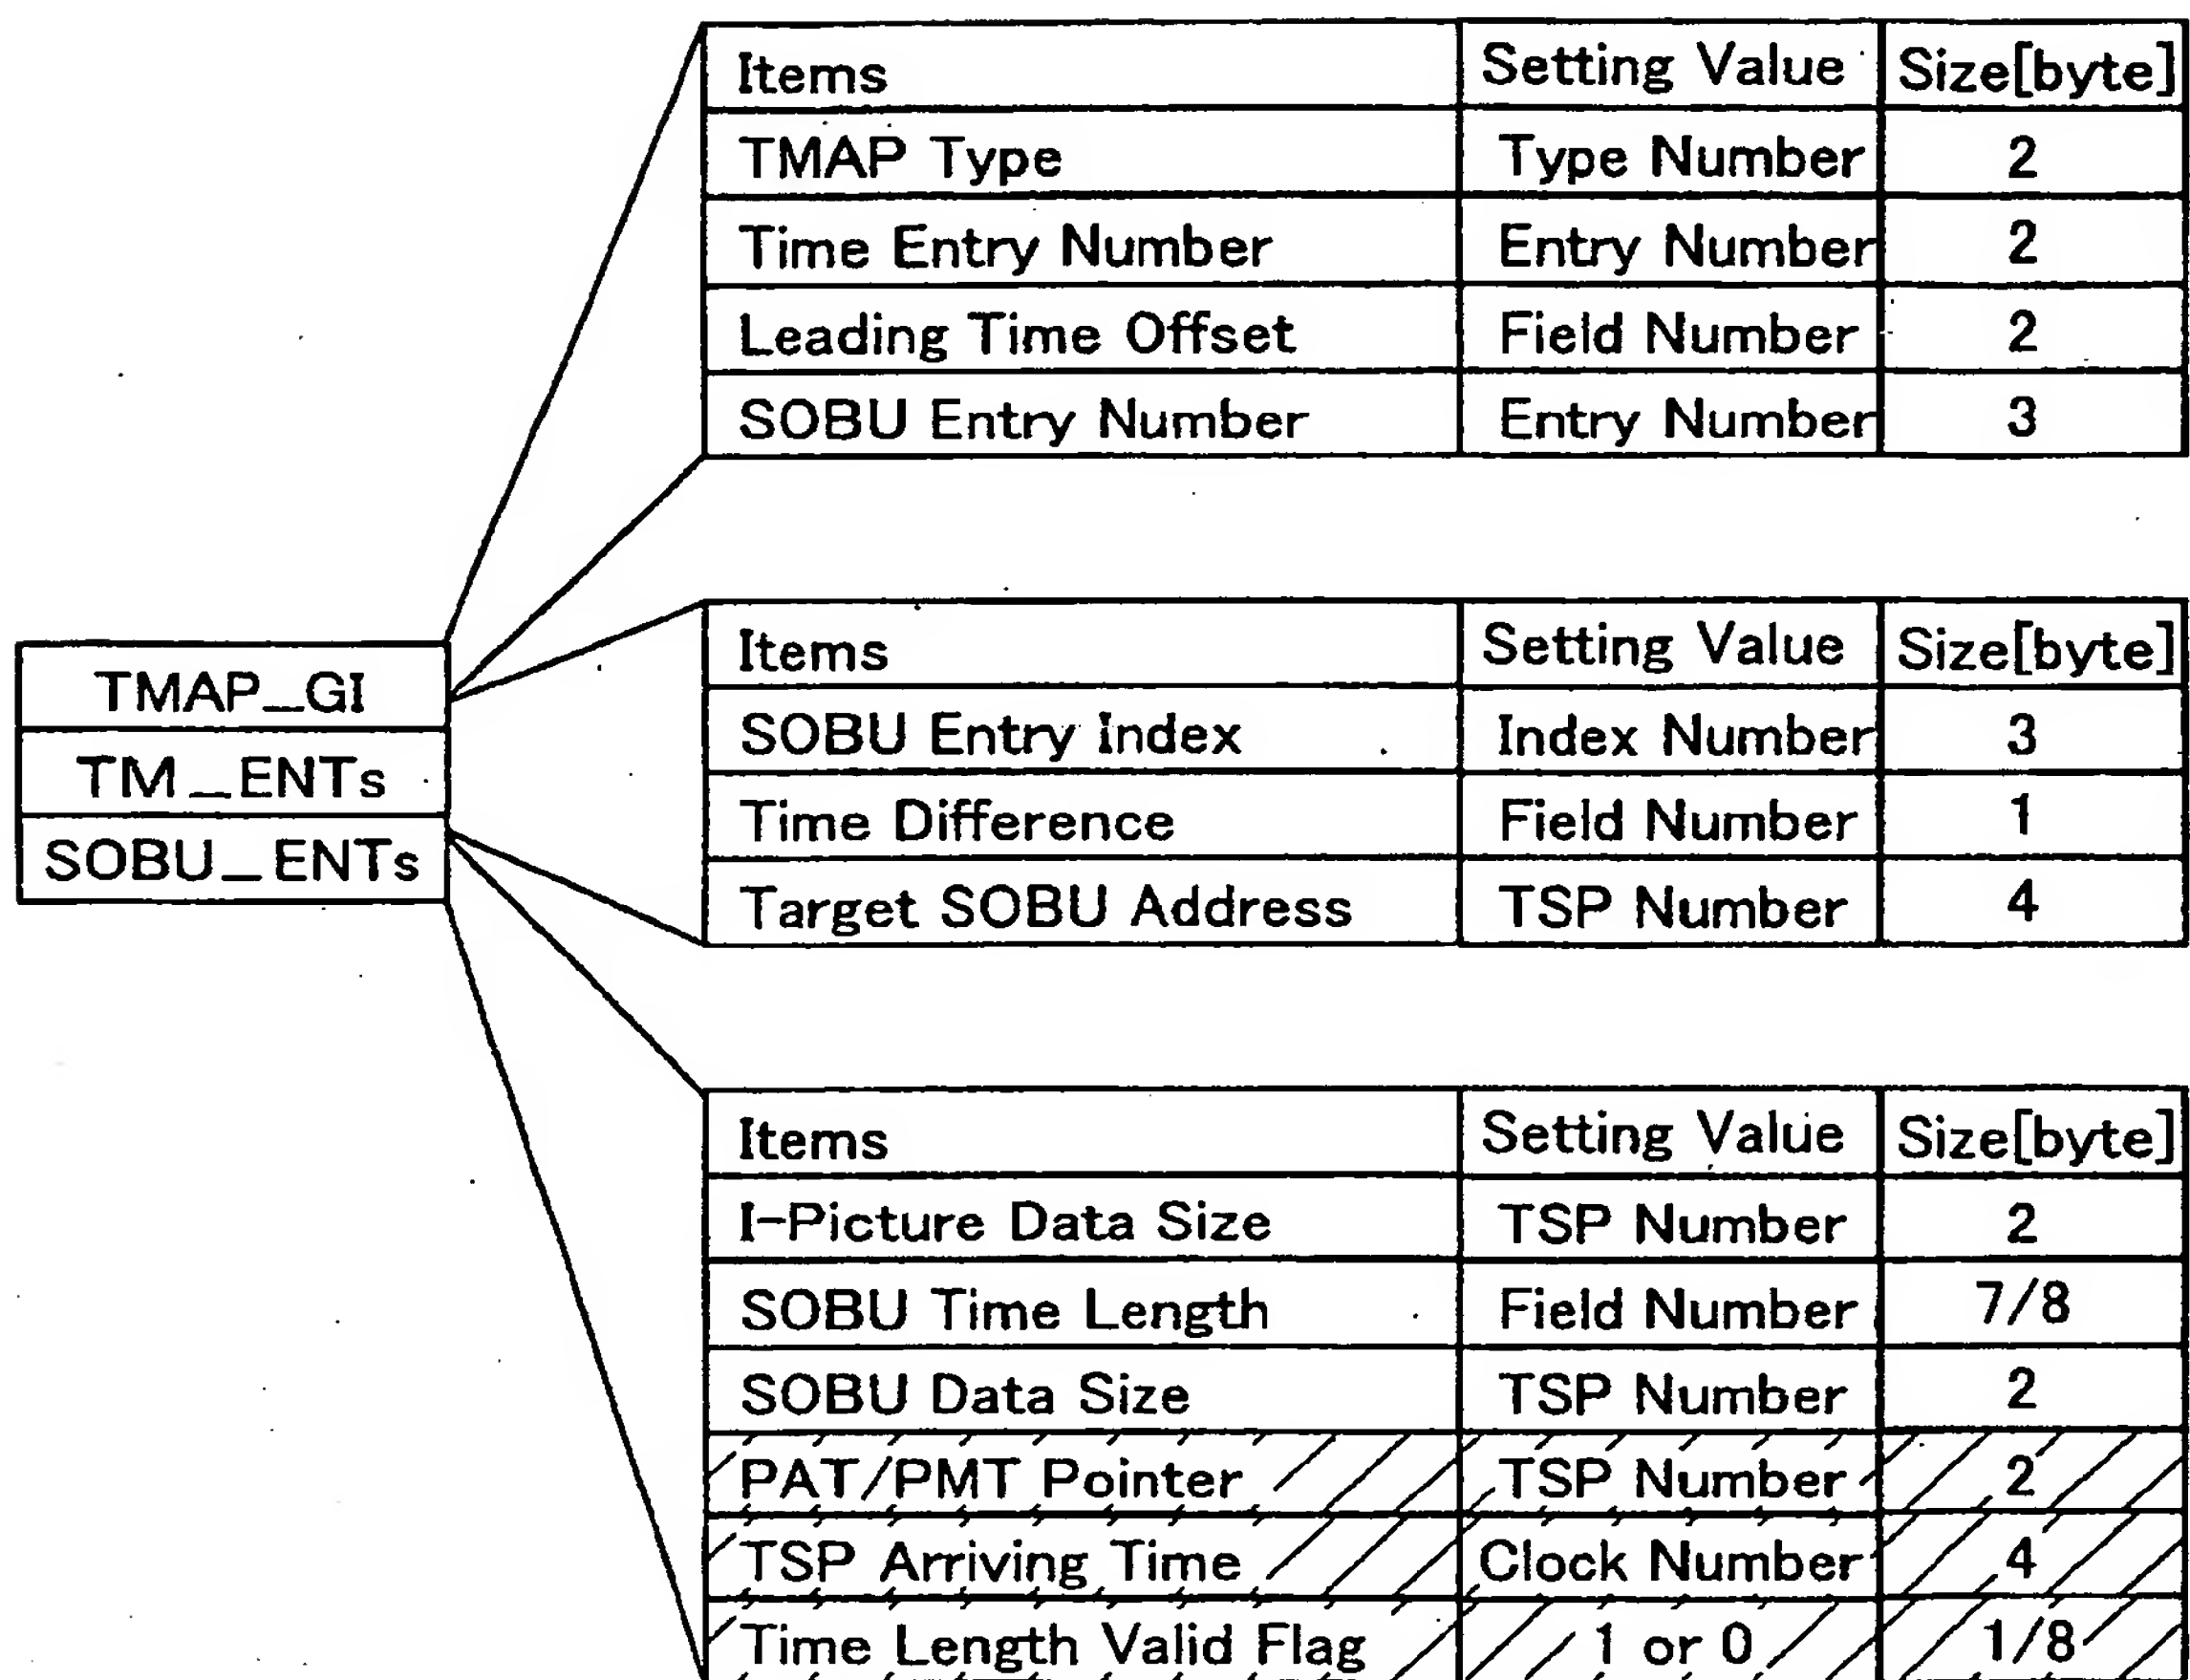 Items Setting Value Size[byte]
TMAP Type Type Number 2
Time Entry Number Entry Number 2
Leading Time Offset Field Number 2
SOBU Entry Number Entry Number 3
TMAP_GI
TM_ENTs
SOBU_ENTs
Items Setting Value Size[byte]
SOBU Entry Index Index Number 3
Time Difference Field Number 1
Target SOBU Address TSP Number 4
Items Setting Value Size[byte]
I-Picture Data Size TSP Number 2
SOBU Time Length Field Number 7/8
SOBU Data Size TSP Number 2
PAT/PMT Pointer TSP Number 2
TSP Arriving Time Clock Number 4
Time Length Valid Flag 1 or 0 1/8